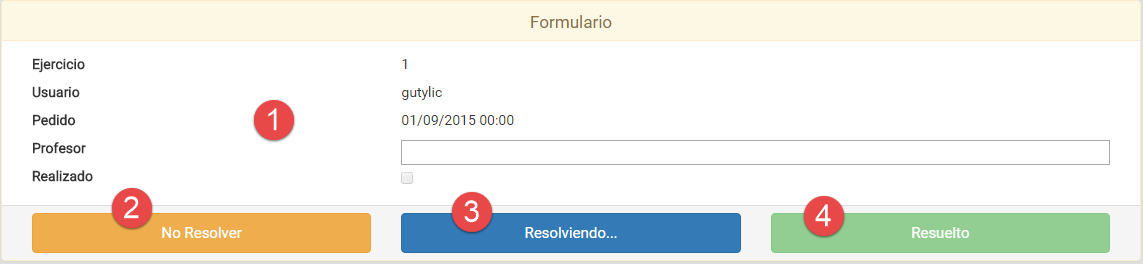 Formulario
Ejercicio 1
Usuario gutylic
Pedido 01/09/2015 00:00
1
Profesor
Realizado
2 3 4
No Resolver Resolviendo... Resuelto